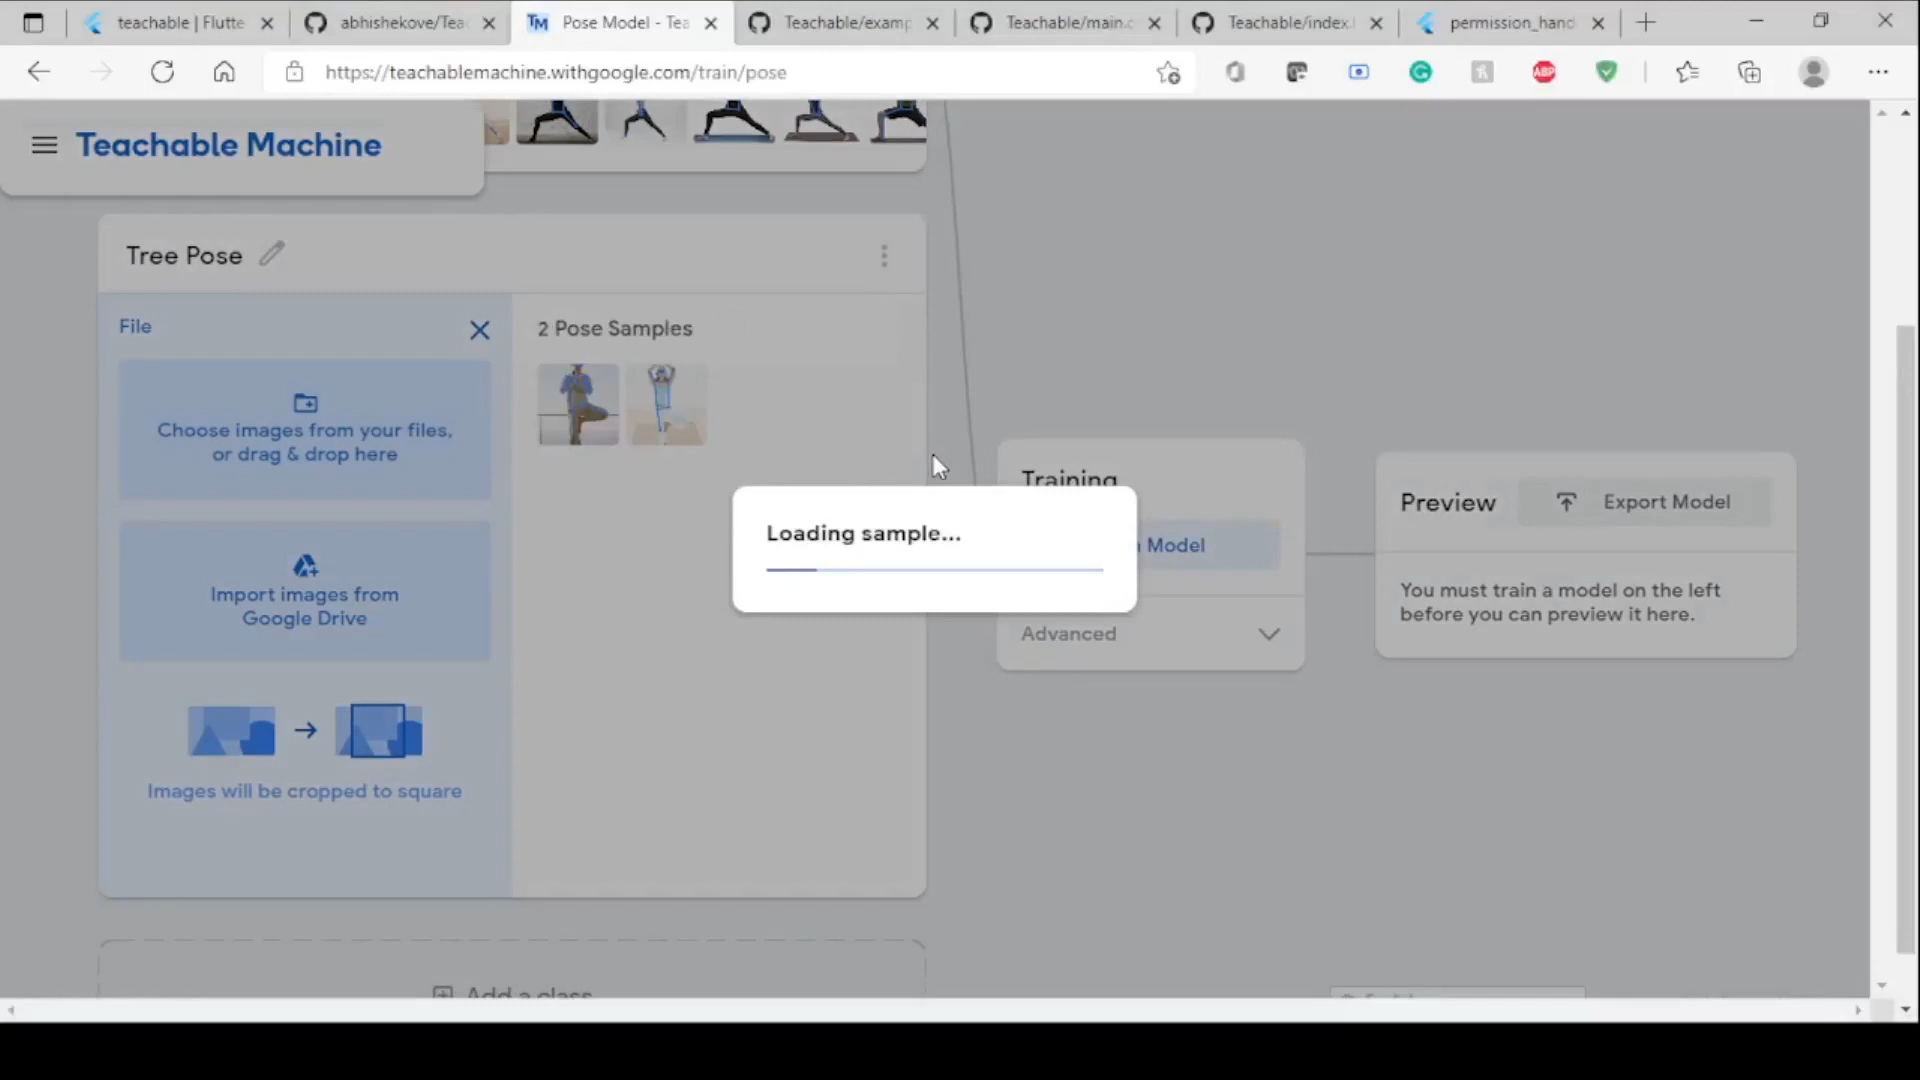 teachable | Flutte
abhishekove/Tea
TM
Pose Model - Tea
Teachable/examp
Teachable/main.c
Teachable/index.
permission_hand
https://teachablemachine.withgoogle.com/train/pose
ABP
Teachable Machine
Tree Pose
File
2 Pose Samples
Choose images from your files,
or drag & drop here
Import images from
Google Drive
Images will be cropped to square
Training
Loading sample...
Model
Advanced
Preview
Export Model
You must train a model on the left
before you can preview it here.
Add a class